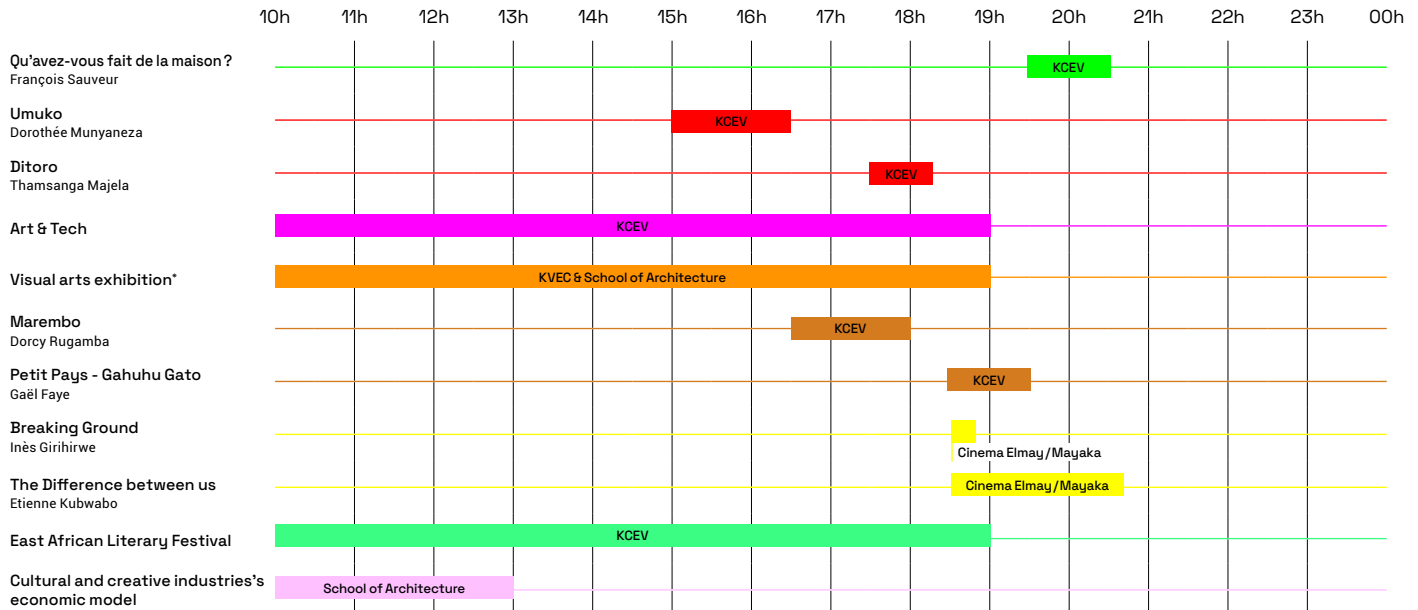 10h 11h 12h 13h 14h 15h 16h 17h 18h 19h 20h 21h 22h 23h 00h
Qu'avez-vous fait de la maison ?
François Sauveur
KCEV
Umuko
Dorothée Munyaneza
KCEV
Ditoro
Thamsanga Majela
KCEV
Art & Tech
KCEV
Visual arts exhibition*
KVEC & School of Architecture
Marembo
Dorcy Rugamba
KCEV
Petit Pays - Gahuhu Gato
Gaël Faye
KCEV
Breaking Ground
Inès Girihirwe
Cinema Elmay/Mayaka
The Difference between us
Etienne Kubwabo
Cinema Elmay/Mayaka
East African Literary Festival
KCEV
Cultural and creative industries's
economic model
School of Architecture